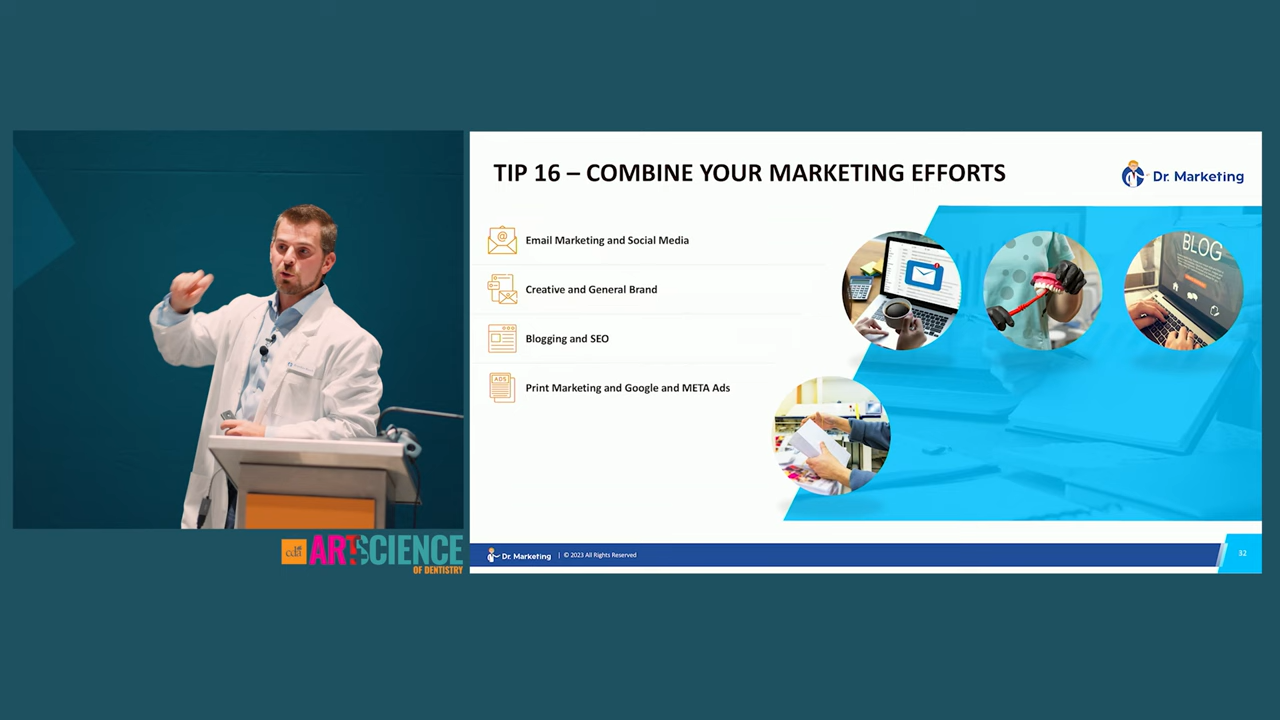 TIP 16 – COMBINE YOUR MARKETING EFFORTS
Dr. Marketing
Email Marketing and Social Media
Creative and General Brand
Blogging and SEO
Print Marketing and Google and META Ads
ADS
BLOG
cda
ART SCIENCE
OF DENTISTRY
Dr. Marketing | © 2023 All Rights Reserved
32